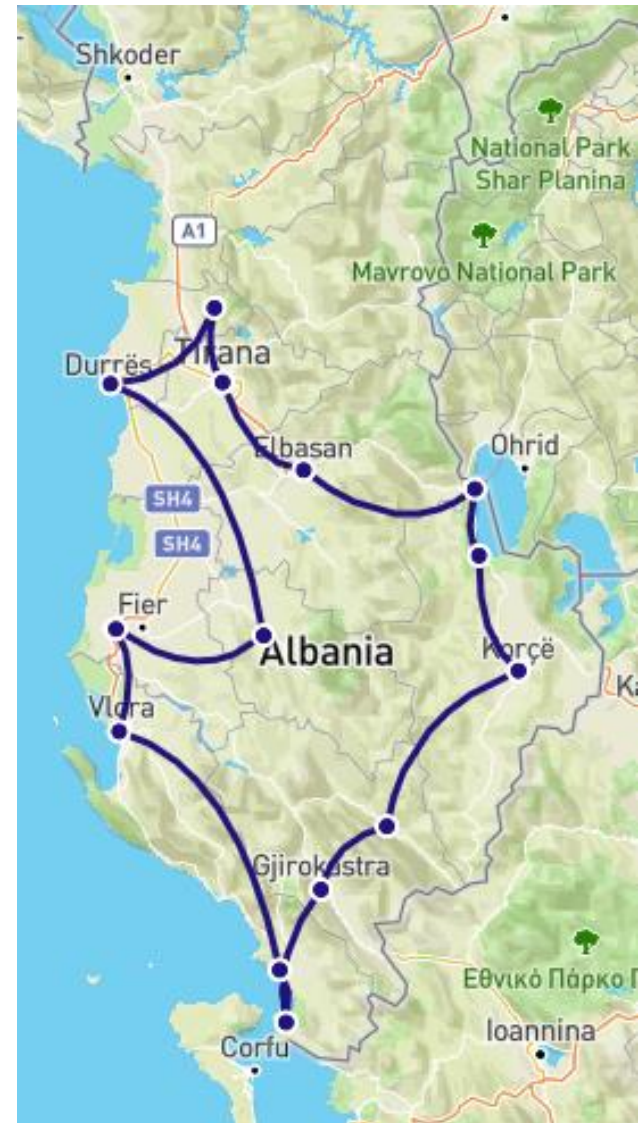 Shkoder
National Park
Shar Planina
A1
Mavrovo National Park
Tirana
Durrës
Elbasan
Ohrid
SH4
SH4
Fier
Albania
Korçë
Ka
Vlora
Gjirokastra
Εθνικό Πάρκο Π
Ioannina
Corfu